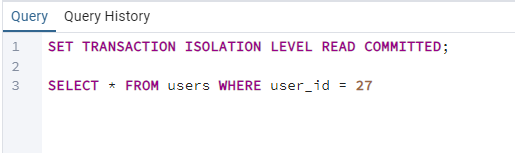 Query Query History
1 SET TRANSACTION ISOLATION LEVEL READ COMMITTED;
2
3 SELECT * FROM users WHERE user_id = 27